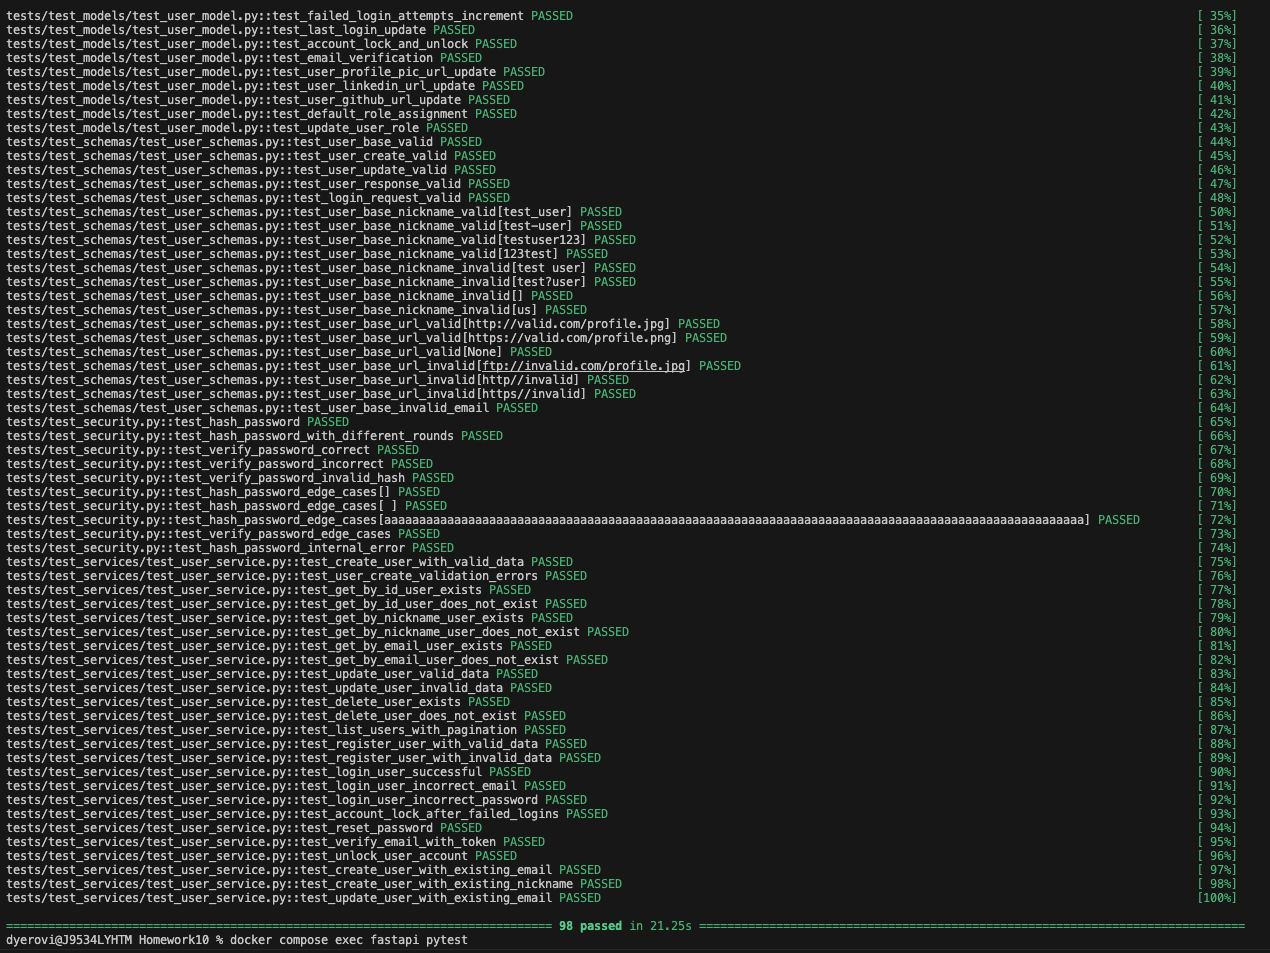 tests/test_models/test_user_model.py::test_failed_login_attempts_increment PASSED [ 35%]
tests/test_models/test_user_model.py::test_last_login_update PASSED [ 36%]
tests/test_models/test_user_model.py::test_account_lock_and_unlock PASSED [ 37%]
tests/test_models/test_user_model.py::test_email_verification PASSED [ 38%]
tests/test_models/test_user_model.py::test_user_profile_pic_url_update PASSED [ 39%]
tests/test_models/test_user_model.py::test_user_linkedin_url_update PASSED [ 40%]
tests/test_models/test_user_model.py::test_user_github_url_update PASSED [ 41%]
tests/test_models/test_user_model.py::test_default_role_assignment PASSED [ 42%]
tests/test_models/test_user_model.py::test_update_user_role PASSED [ 43%]
tests/test_schemas/test_user_schemas.py::test_user_base_valid PASSED [ 44%]
tests/test_schemas/test_user_schemas.py::test_user_create_valid PASSED [ 45%]
tests/test_schemas/test_user_schemas.py::test_user_update_valid PASSED [ 46%]
tests/test_schemas/test_user_schemas.py::test_user_response_valid PASSED [ 47%]
tests/test_schemas/test_user_schemas.py::test_login_request_valid PASSED [ 48%]
tests/test_schemas/test_user_schemas.py::test_user_base_nickname_valid[test_user] PASSED [ 50%]
tests/test_schemas/test_user_schemas.py::test_user_base_nickname_valid[test-user] PASSED [ 51%]
tests/test_schemas/test_user_schemas.py::test_user_base_nickname_valid[testuser123] PASSED [ 52%]
tests/test_schemas/test_user_schemas.py::test_user_base_nickname_valid[123test] PASSED [ 53%]
tests/test_schemas/test_user_schemas.py::test_user_base_nickname_invalid[test user] PASSED [ 54%]
tests/test_schemas/test_user_schemas.py::test_user_base_nickname_invalid[test?user] PASSED [ 55%]
tests/test_schemas/test_user_schemas.py::test_user_base_nickname_invalid[] PASSED [ 56%]
tests/test_schemas/test_user_schemas.py::test_user_base_nickname_invalid[us] PASSED [ 57%]
tests/test_schemas/test_user_schemas.py::test_user_base_url_valid[http://valid.com/profile.jpg] PASSED [ 58%]
tests/test_schemas/test_user_schemas.py::test_user_base_url_valid[https://valid.com/profile.png] PASSED [ 59%]
tests/test_schemas/test_user_schemas.py::test_user_base_url_valid[None] PASSED [ 60%]
tests/test_schemas/test_user_schemas.py::test_user_base_url_invalid[ftp://invalid.com/profile.jpg] PASSED [ 61%]
tests/test_schemas/test_user_schemas.py::test_user_base_url_invalid[http//invalid] PASSED [ 62%]
tests/test_schemas/test_user_schemas.py::test_user_base_url_invalid[https//invalid] PASSED [ 63%]
tests/test_schemas/test_user_schemas.py::test_user_base_invalid_email PASSED [ 64%]
tests/test_security.py::test_hash_password PASSED [ 65%]
tests/test_security.py::test_hash_password_with_different_rounds PASSED [ 66%]
tests/test_security.py::test_verify_password_correct PASSED [ 67%]
tests/test_security.py::test_verify_password_incorrect PASSED [ 68%]
tests/test_security.py::test_verify_password_invalid_hash PASSED [ 69%]
tests/test_security.py::test_hash_password_edge_cases[] PASSED [ 70%]
tests/test_security.py::test_hash_password_edge_cases[ ] PASSED [ 71%]
tests/test_security.py::test_hash_password_edge_cases[aaaaaaaaaaaaaaaaaaaaaaaaaaaaaaaaaaaaaaaaaaaaaaaaaaaaaaaaaaaaaaaaaaaaaaaaaaaaaaaaaaaaaaaaaaaaaaaaaaaa] PASSED [ 72%]
tests/test_security.py::test_verify_password_edge_cases PASSED [ 73%]
tests/test_security.py::test_hash_password_internal_error PASSED [ 74%]
tests/test_services/test_user_service.py::test_create_user_with_valid_data PASSED [ 75%]
tests/test_services/test_user_service.py::test_user_create_validation_errors PASSED [ 76%]
tests/test_services/test_user_service.py::test_get_by_id_user_exists PASSED [ 77%]
tests/test_services/test_user_service.py::test_get_by_id_user_does_not_exist PASSED [ 78%]
tests/test_services/test_user_service.py::test_get_by_nickname_user_exists PASSED [ 79%]
tests/test_services/test_user_service.py::test_get_by_nickname_user_does_not_exist PASSED [ 80%]
tests/test_services/test_user_service.py::test_get_by_email_user_exists PASSED [ 81%]
tests/test_services/test_user_service.py::test_get_by_email_user_does_not_exist PASSED [ 82%]
tests/test_services/test_user_service.py::test_update_user_valid_data PASSED [ 83%]
tests/test_services/test_user_service.py::test_update_user_invalid_data PASSED [ 84%]
tests/test_services/test_user_service.py::test_delete_user_exists PASSED [ 85%]
tests/test_services/test_user_service.py::test_delete_user_does_not_exist PASSED [ 86%]
tests/test_services/test_user_service.py::test_list_users_with_pagination PASSED [ 87%]
tests/test_services/test_user_service.py::test_register_user_with_valid_data PASSED [ 88%]
tests/test_services/test_user_service.py::test_register_user_with_invalid_data PASSED [ 89%]
tests/test_services/test_user_service.py::test_login_user_successful PASSED [ 90%]
tests/test_services/test_user_service.py::test_login_user_incorrect_email PASSED [ 91%]
tests/test_services/test_user_service.py::test_login_user_incorrect_password PASSED [ 92%]
tests/test_services/test_user_service.py::test_account_lock_after_failed_logins PASSED [ 93%]
tests/test_services/test_user_service.py::test_reset_password PASSED [ 94%]
tests/test_services/test_user_service.py::test_verify_email_with_token PASSED [ 95%]
tests/test_services/test_user_service.py::test_unlock_user_account PASSED [ 96%]
tests/test_services/test_user_service.py::test_create_user_with_existing_email PASSED [ 97%]
tests/test_services/test_user_service.py::test_create_user_with_existing_nickname PASSED [ 98%]
tests/test_services/test_user_service.py::test_update_user_with_existing_email PASSED [100%]
============================================================================== 98 passed in 21.25s ==============================================================================
dyerovi@J9534LYHTM Homework10 % docker compose exec fastapi pytest